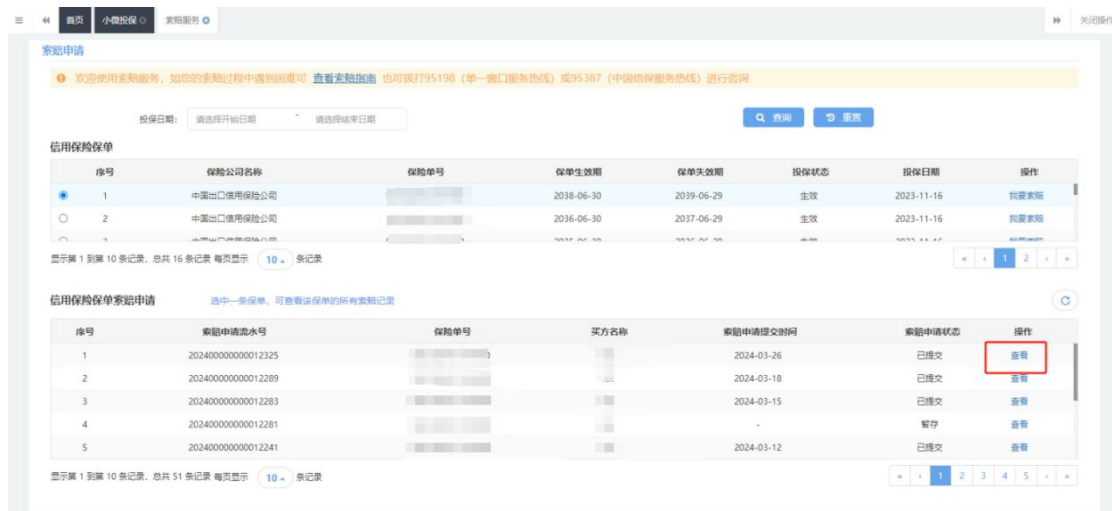 首页 小微投保 索赔服务 关闭操作
索赔申请
欢迎使用索赔服务，如您的索赔过程中遇到困难可 查看索赔指南 也可拨打95198（单一窗口服务热线）或95387（中国信保服务热线）进行咨询
投保日期： 请选择开始日期 ~ 请选择结束日期 查询 重置
信用保险保单
序号 保险公司名称 保险单号 保单生效期 保单失效期 投保状态 投保日期 操作
1 中国出口信用保险公司 2038-06-30 2039-06-29 生效 2023-11-16 我要索赔
2 中国出口信用保险公司 2036-06-30 2037-06-29 生效 2023-11-16 我要索赔
显示第 1 到第 10 条记录，总共 16 条记录 每页显示 10 条记录 « ‹ 1 2 › »
信用保险保单索赔申请 选中一条保单，可查看该保单的所有索赔记录
序号 索赔申请流水号 保险单号 买方名称 索赔申请提交时间 索赔申请状态 操作
1 202400000000012325 2024-03-26 已提交 查看
2 202400000000012289 2024-03-18 已提交 查看
3 202400000000012283 2024-03-15 已提交 查看
4 202400000000012281 - 暂存 查看
5 202400000000012241 2024-03-12 已提交 查看
显示第 1 到第 10 条记录，总共 51 条记录 每页显示 10 条记录 « ‹ 1 2 3 4 5 › »